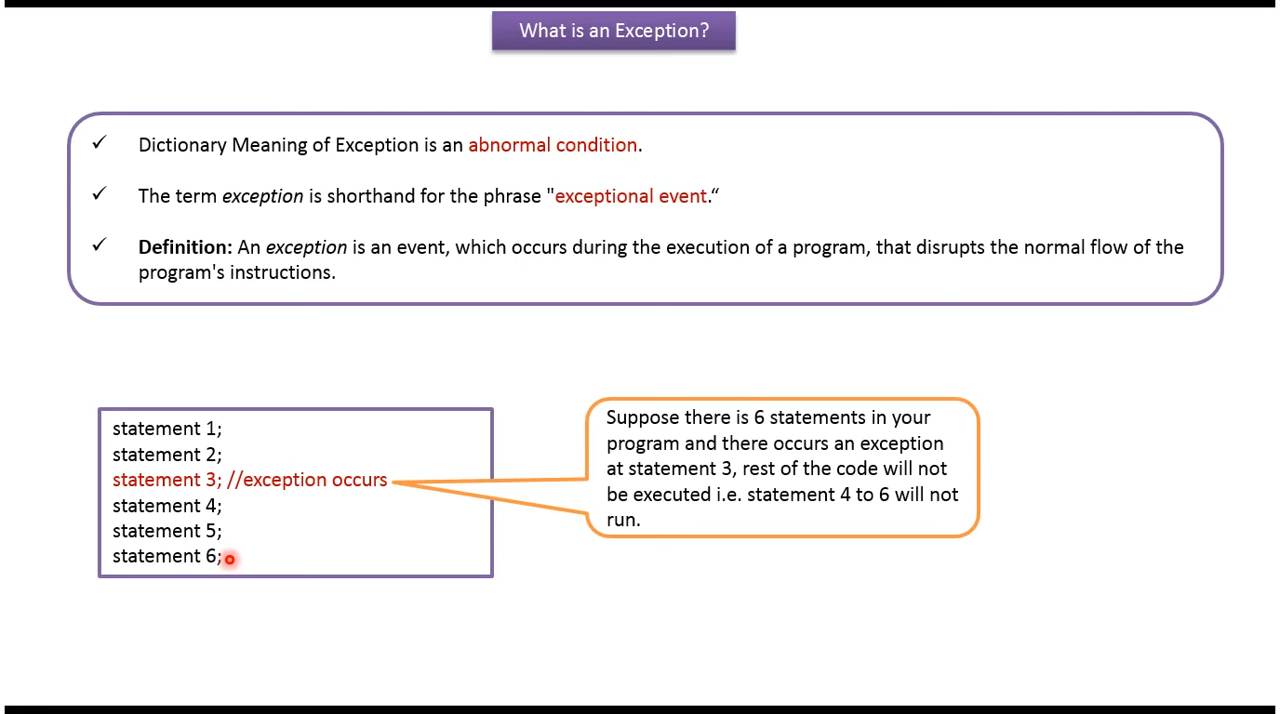 What is an Exception?
✓ Dictionary Meaning of Exception is an abnormal condition.
✓ The term exception is shorthand for the phrase "exceptional event.“
✓ Definition: An exception is an event, which occurs during the execution of a program, that disrupts the normal flow of the
program's instructions.
statement 1;
statement 2;
statement 3; //exception occurs
statement 4;
statement 5;
statement 6;
Suppose there is 6 statements in your
program and there occurs an exception
at statement 3, rest of the code will not
be executed i.e. statement 4 to 6 will not
run.